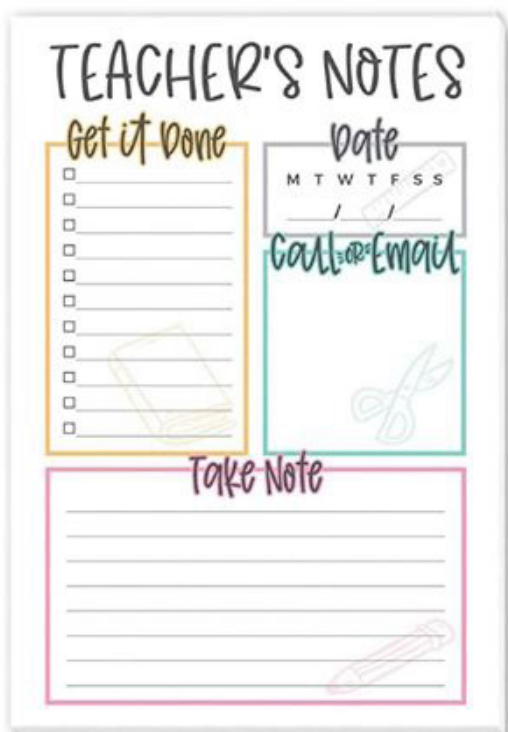 TEACHER'S NOTES
Get it Done
Date
M T W T F S S
/ /
Call or Email
Take Note